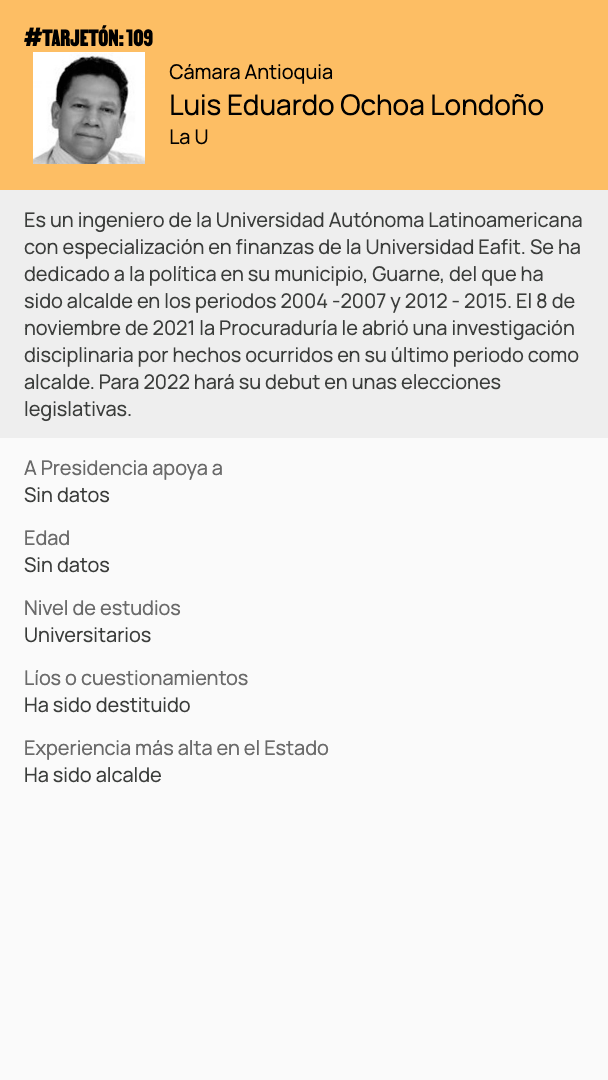 #TARJETÓN: 109
Cámara Antioquia
Luis Eduardo Ochoa Londoño
La U
Es un ingeniero de la Universidad Autónoma Latinoamericana
con especialización en finanzas de la Universidad Eafit. Se ha
dedicado a la política en su municipio, Guarne, del que ha
sido alcalde en los periodos 2004 -2007 y 2012 - 2015. El 8 de
noviembre de 2021 la Procuraduría le abrió una investigación
disciplinaria por hechos ocurridos en su último periodo como
alcalde. Para 2022 hará su debut en unas elecciones
legislativas.
A Presidencia apoya a
Sin datos
Edad
Sin datos
Nivel de estudios
Universitarios
Líos o cuestionamientos
Ha sido destituido
Experiencia más alta en el Estado
Ha sido alcalde